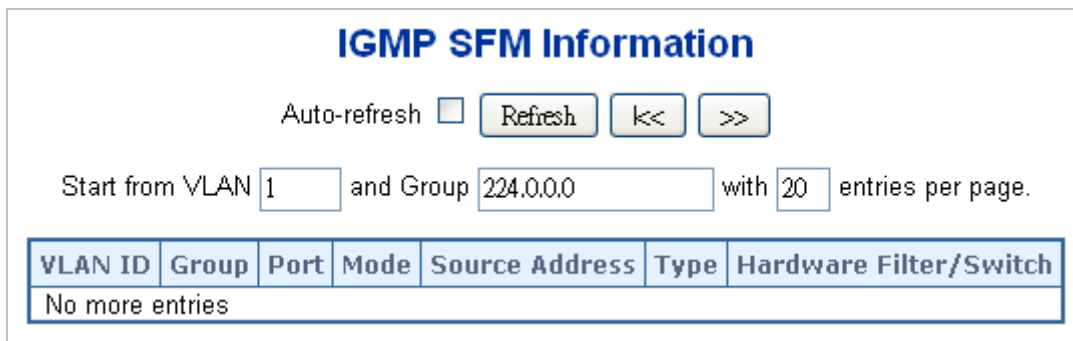 IGMP SFM Information
Auto-refresh Refresh |<< >>
Start from VLAN 1 and Group 224.0.0.0 with 20 entries per page.
VLAN ID Group Port Mode Source Address Type Hardware Filter/Switch
No more entries